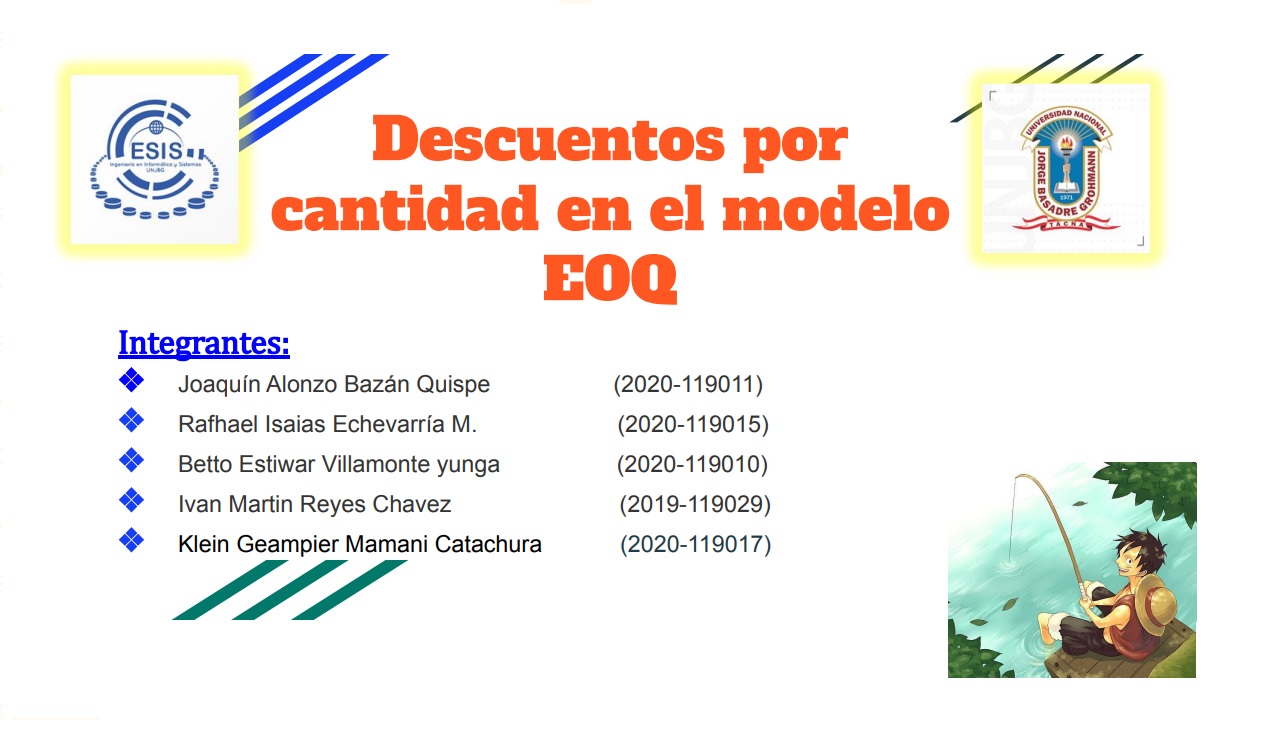 ESIS
Ingeniería en Informática y Sistemas
UNJBG
UNIVERSIDAD NACIONAL
JORGE BASADRE GROHMANN
1971
TACNA
UNJBG
Descuentos por
cantidad en el modelo
EOQ
Integrantes:
Joaquín Alonzo Bazán Quispe (2020-119011)
Rafhael Isaias Echevarría M. (2020-119015)
Betto Estiwar Villamonte yunga (2020-119010)
Ivan Martin Reyes Chavez (2019-119029)
Klein Geampier Mamani Catachura (2020-119017)